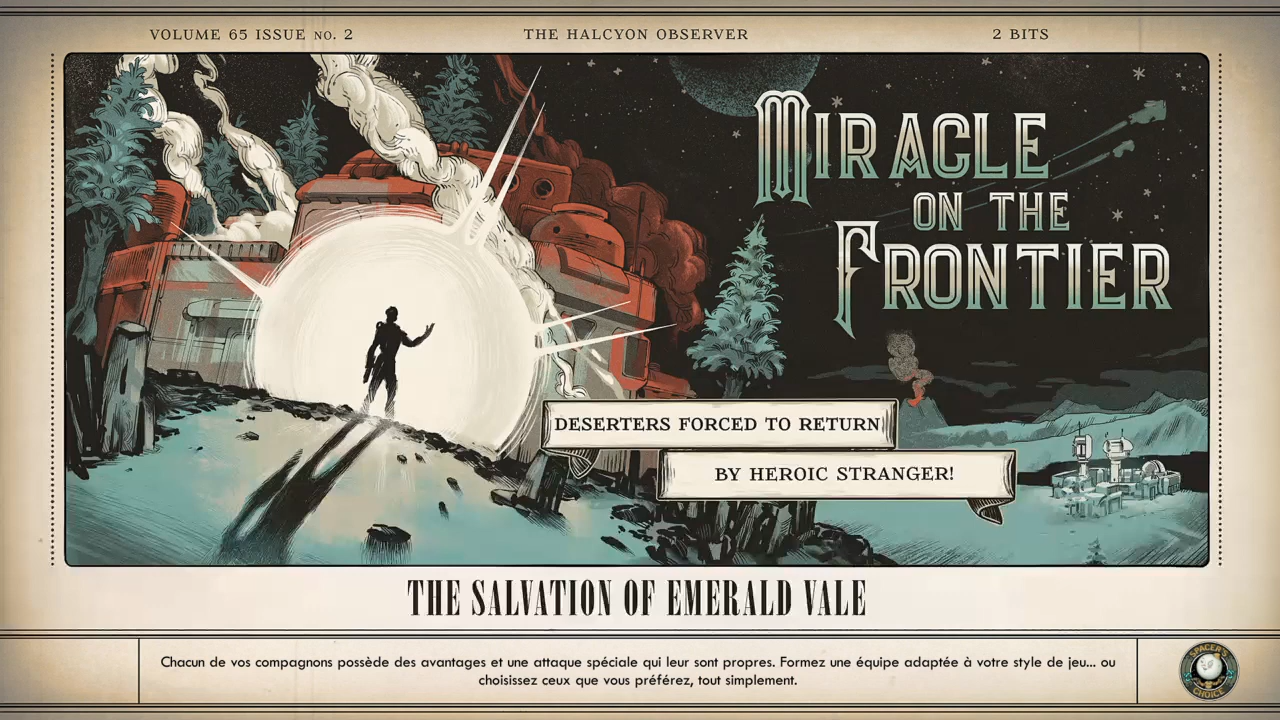 VOLUME 65 ISSUE NO. 2
THE HALCYON OBSERVER
2 BITS
MIRACLE
ON THE
FRONTIER
DESERTERS FORCED TO RETURN
BY HEROIC STRANGER!
THE SALVATION OF EMERALD VALE
Chacun de vos compagnons possède des avantages et une attaque spéciale qui leur sont propres. Formez une équipe adaptée à votre style de jeu... ou
choisissez ceux que vous préférez, tout simplement.
SPACER'S
CHOICE